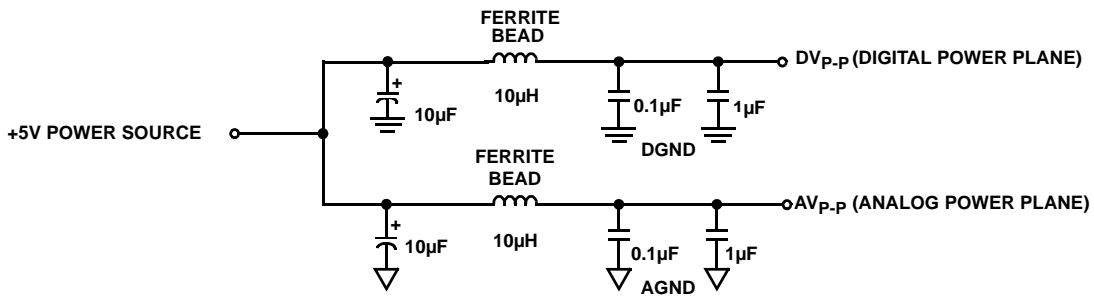 FERRITE
BEAD
DVP-P (DIGITAL POWER PLANE)
+
10µF
10µH
0.1µF
1µF
+5V POWER SOURCE
DGND
FERRITE
BEAD
AVP-P (ANALOG POWER PLANE)
+
10µF
10µH
0.1µF
1µF
AGND